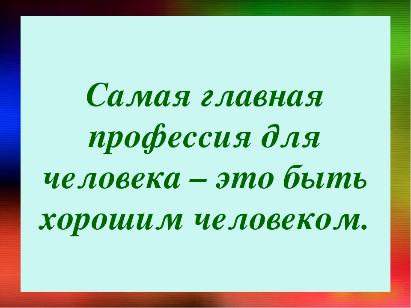 Самая главная
профессия для
человека – это быть
хорошим человеком.